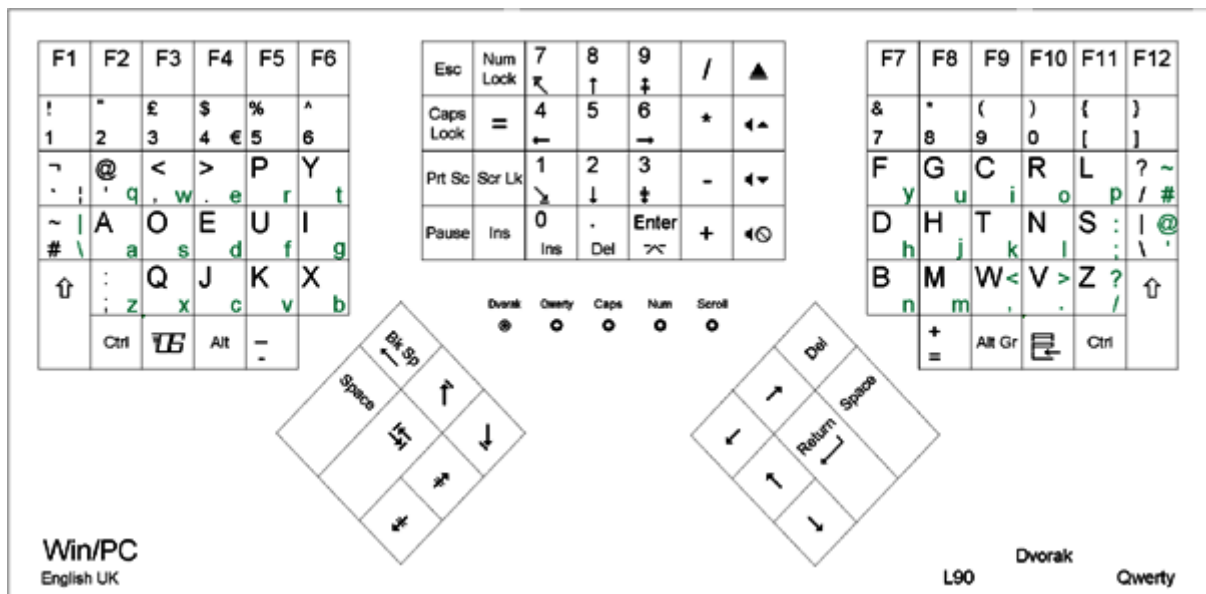 F1 F2 F3 F4 F5 F6
! " £ $ % ^
1 2 3 4 € 5 6
¬ @ < > P Y
` ¦ ' q , w . e r t
~ | A O E U I
# \ a s d f g
: Q J K X
; z x c v b
Ctrl Alt _
-
Esc Num Lock 7 8 9 /
Caps Lock = 4 5 6 *
Prt Sc Scr Lk 1 2 3 -
Pause Ins 0 . Enter +
Ins Del
F7 F8 F9 F10 F11 F12
& * ( ) { }
7 8 9 0 [ ]
F G C R L ? ~
y u i o p / #
D H T N S : | @
h j k l ; \ '
B M W < V > Z ?
n m , . /
+ Alt Gr Ctrl
=
Dvorak Qwerty Caps Num Scroll
Bk Sp
Space
Del
Space
Return
Win/PC
English UK
Dvorak
L90 Qwerty